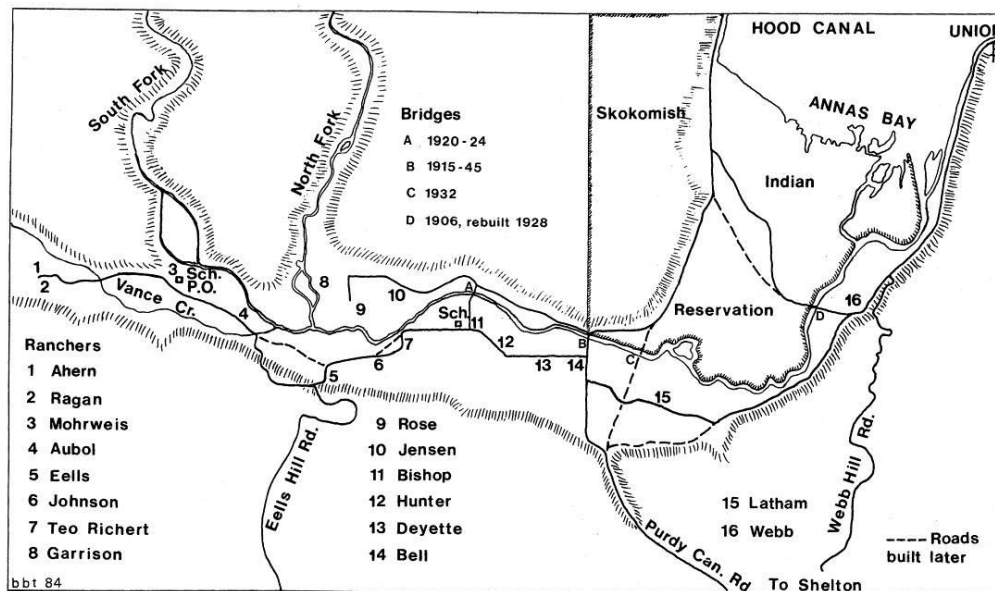 HOOD CANAL
UNION
ANNAS BAY
South Fork
North Fork
Skokomish
Indian
Reservation
Bridges
A 1920-24
B 1915-45
C 1932
D 1906, rebuilt 1928
1
2
3
Sch.
P.O.
Vance Cr.
4
5
6
7
8
9
10
A
Sch.
11
12
13
14
B
C
15
D
16
Ranchers
1 Ahern
2 Ragan
3 Mohrweis
4 Aubol
5 Eells
6 Johnson
7 Teo Richert
8 Garrison
9 Rose
10 Jensen
11 Bishop
12 Hunter
13 Deyette
14 Bell
15 Latham
16 Webb
Eells Hill Rd.
Purdy Can. Rd
To Shelton
Webb Hill Rd.
---- Roads
built later
bbt 84